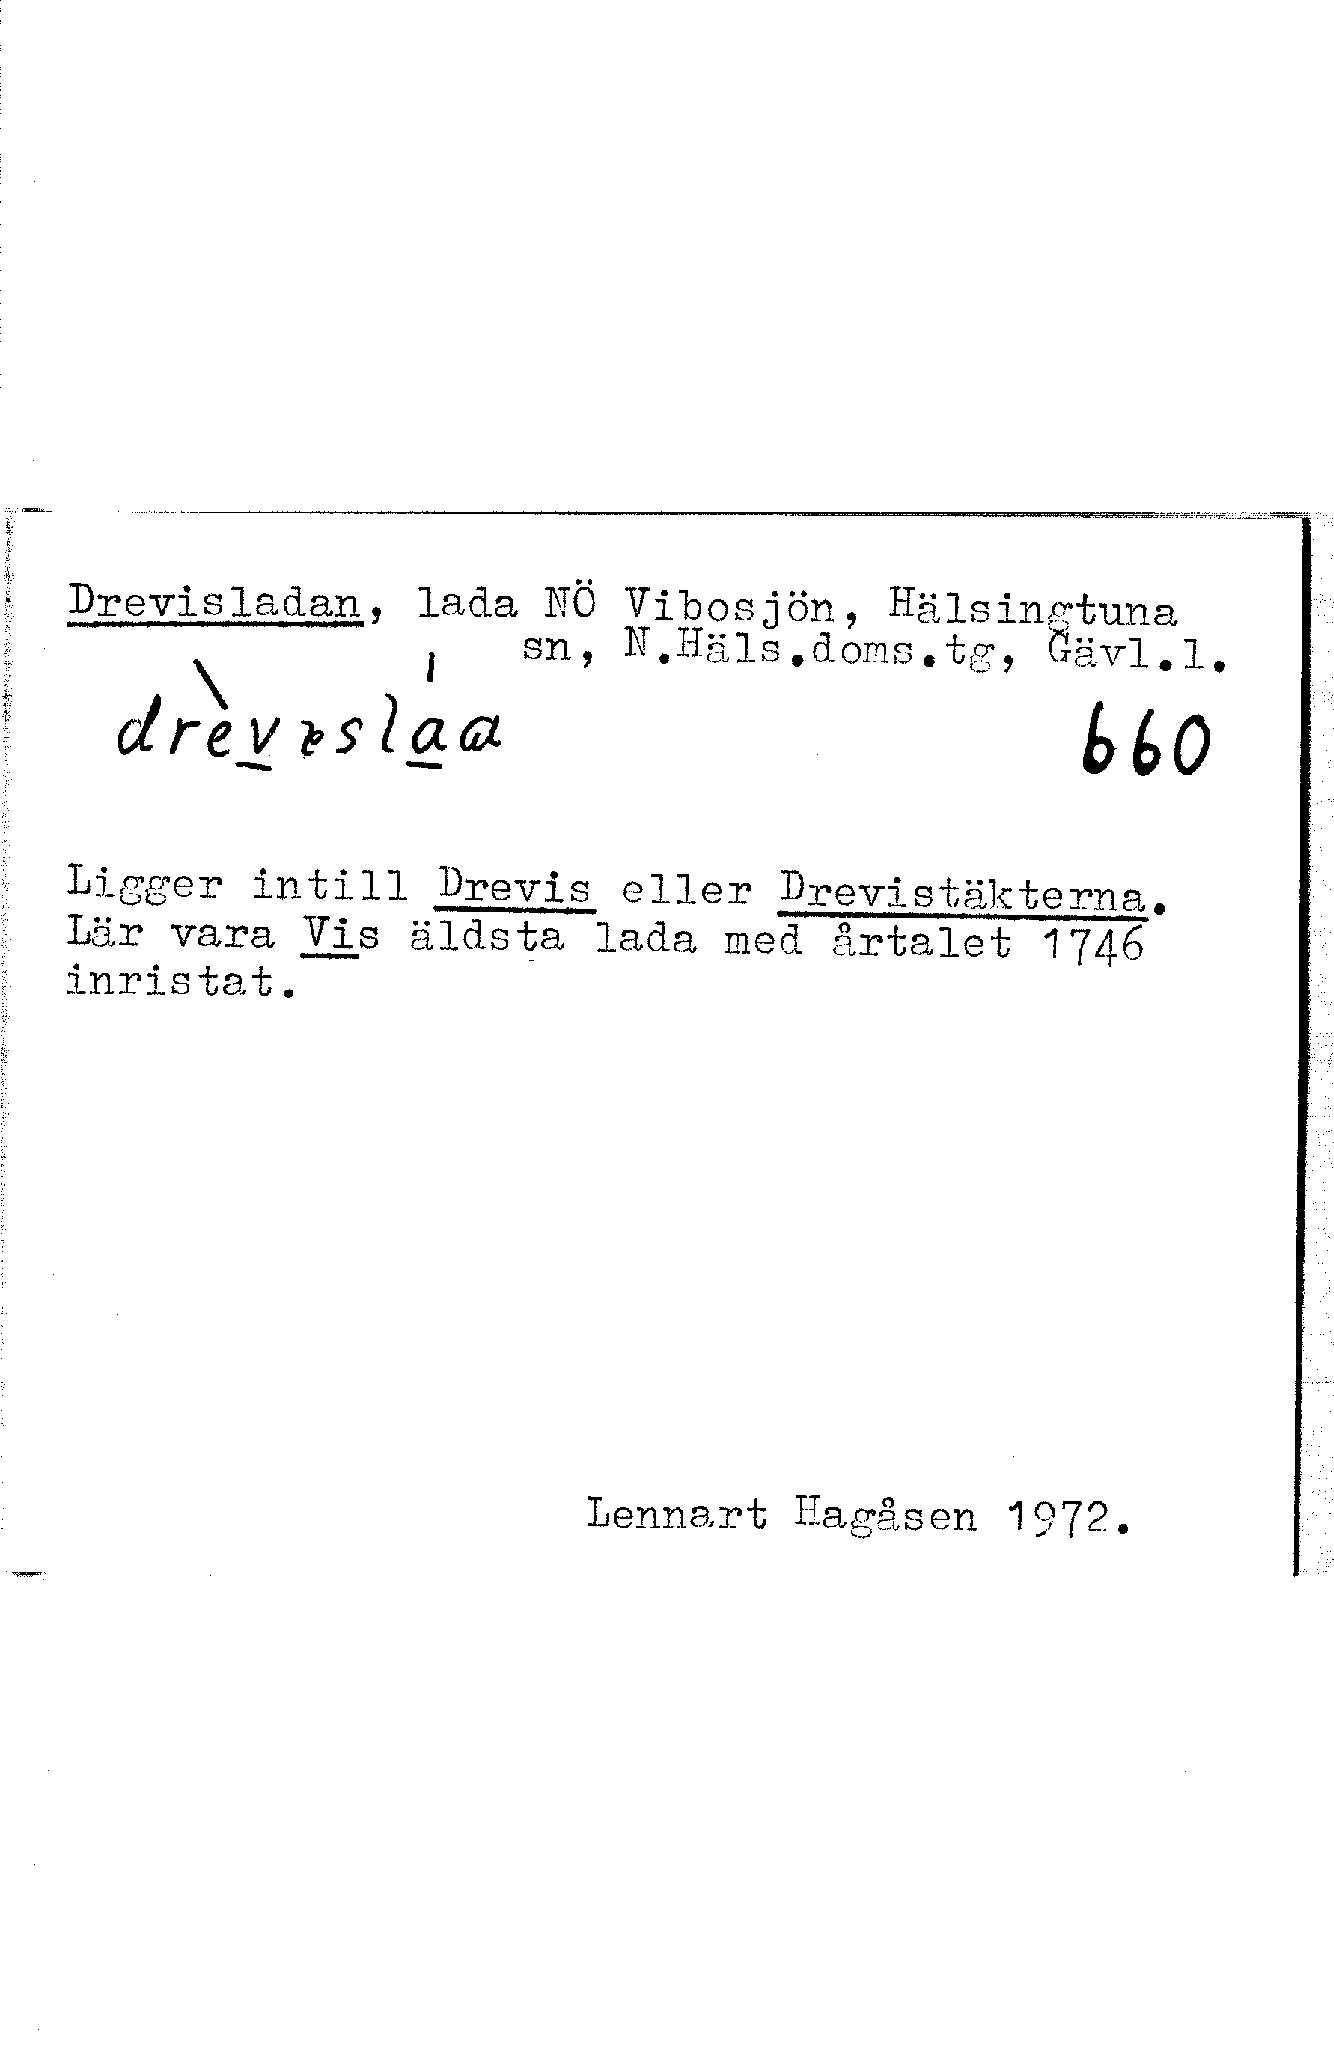 Drevisladan, lada NÖ Vibosjön, Hälsingtuna
sn, N.Häls.doms.tg, Gävl.l.
660
Ligger intill Drevis eller Drevistäkterna.
Lär vara Vis äldsta lada med årtalet 1746
inristat.
Lennart Hagåsen 1972.